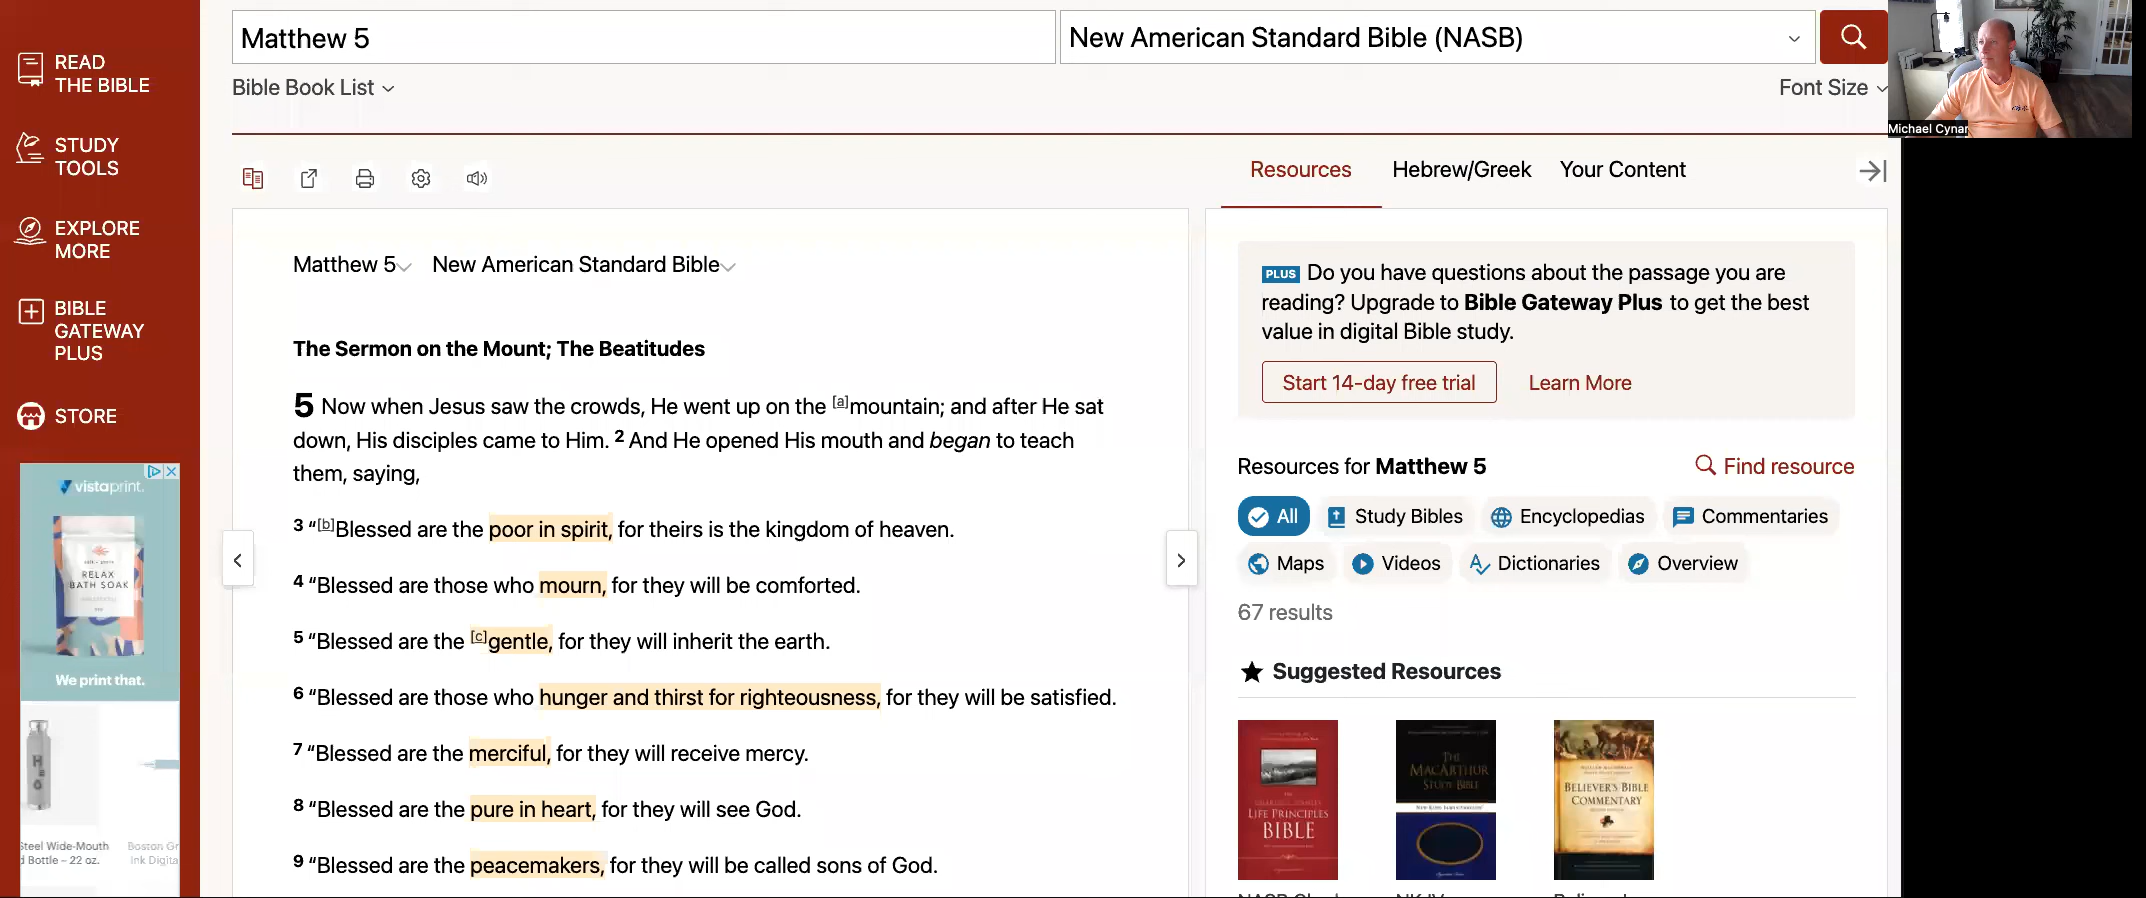 READ
THE BIBLE
STUDY
TOOLS
EXPLORE
MORE
BIBLE
GATEWAY
PLUS
STORE
vistaprint.
RELAX
BATH SOAK
We print that.
H2O
Steel Wide-Mouth
d Bottle – 22 oz.
Boston Gr
Ink Digita
Matthew 5
New American Standard Bible (NASB)
Bible Book List
Font Size
Michael Cynar
Resources
Hebrew/Greek
Your Content
Matthew 5
New American Standard Bible
The Sermon on the Mount; The Beatitudes
5 Now when Jesus saw the crowds, He went up on the [a]mountain; and after He sat
down, His disciples came to Him. 2 And He opened His mouth and began to teach
them, saying,
3 “[b]Blessed are the poor in spirit, for theirs is the kingdom of heaven.
4 “Blessed are those who mourn, for they will be comforted.
5 “Blessed are the [c]gentle, for they will inherit the earth.
6 “Blessed are those who hunger and thirst for righteousness, for they will be satisfied.
7 “Blessed are the merciful, for they will receive mercy.
8 “Blessed are the pure in heart, for they will see God.
9 “Blessed are the peacemakers, for they will be called sons of God.
PLUS Do you have questions about the passage you are
reading? Upgrade to Bible Gateway Plus to get the best
value in digital Bible study.
Start 14-day free trial
Learn More
Resources for Matthew 5
Find resource
All
Study Bibles
Encyclopedias
Commentaries
Maps
Videos
Dictionaries
Overview
67 results
Suggested Resources
LIFE PRINCIPLES
BIBLE
THE
MACARTHUR
STUDY BIBLE
BELIEVER'S BIBLE
COMMENTARY